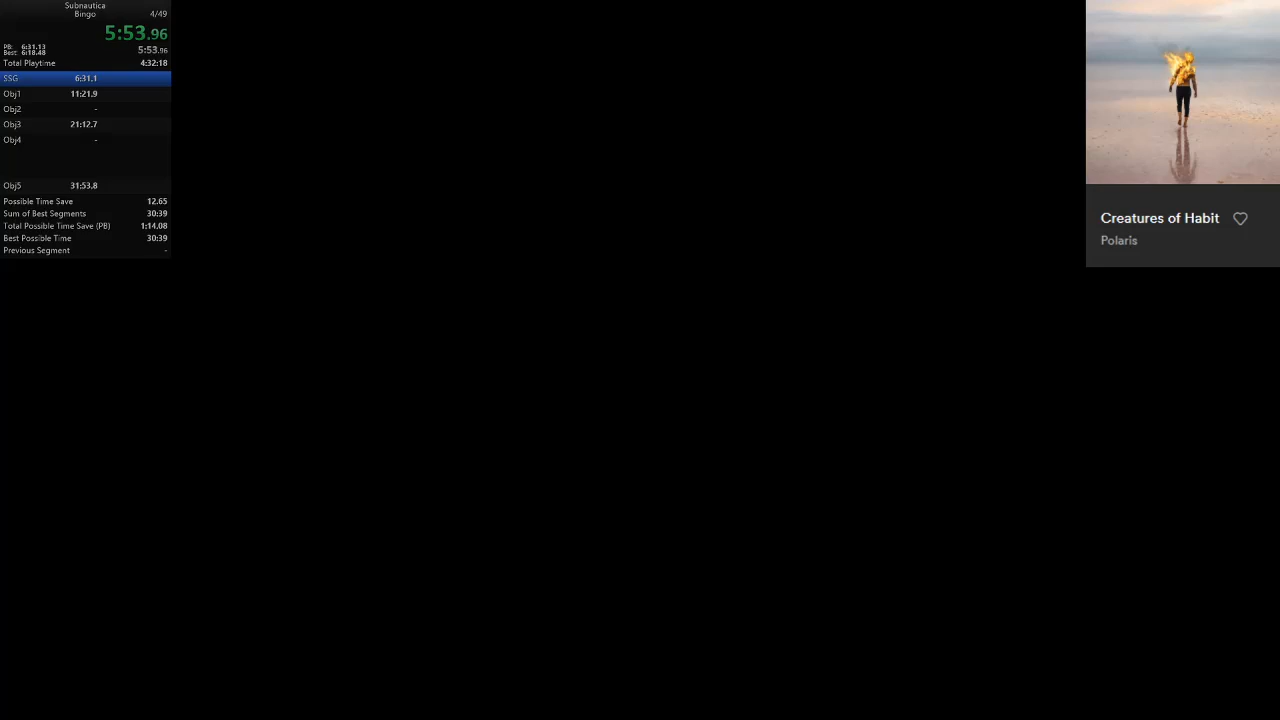 Subnautica
Bingo 4/49
5:53.96
PB: 6:31.13 5:53.96
Best: 6:18.48
Total Playtime 4:32:18
SSG 6:31.1
Obj1 11:21.9
Obj2 -
Obj3 21:12.7
Obj4 -
Obj5 31:53.8
Possible Time Save 12.65
Sum of Best Segments 30:39
Total Possible Time Save (PB) 1:14.08
Best Possible Time 30:39
Previous Segment -
Creatures of Habit
Polaris